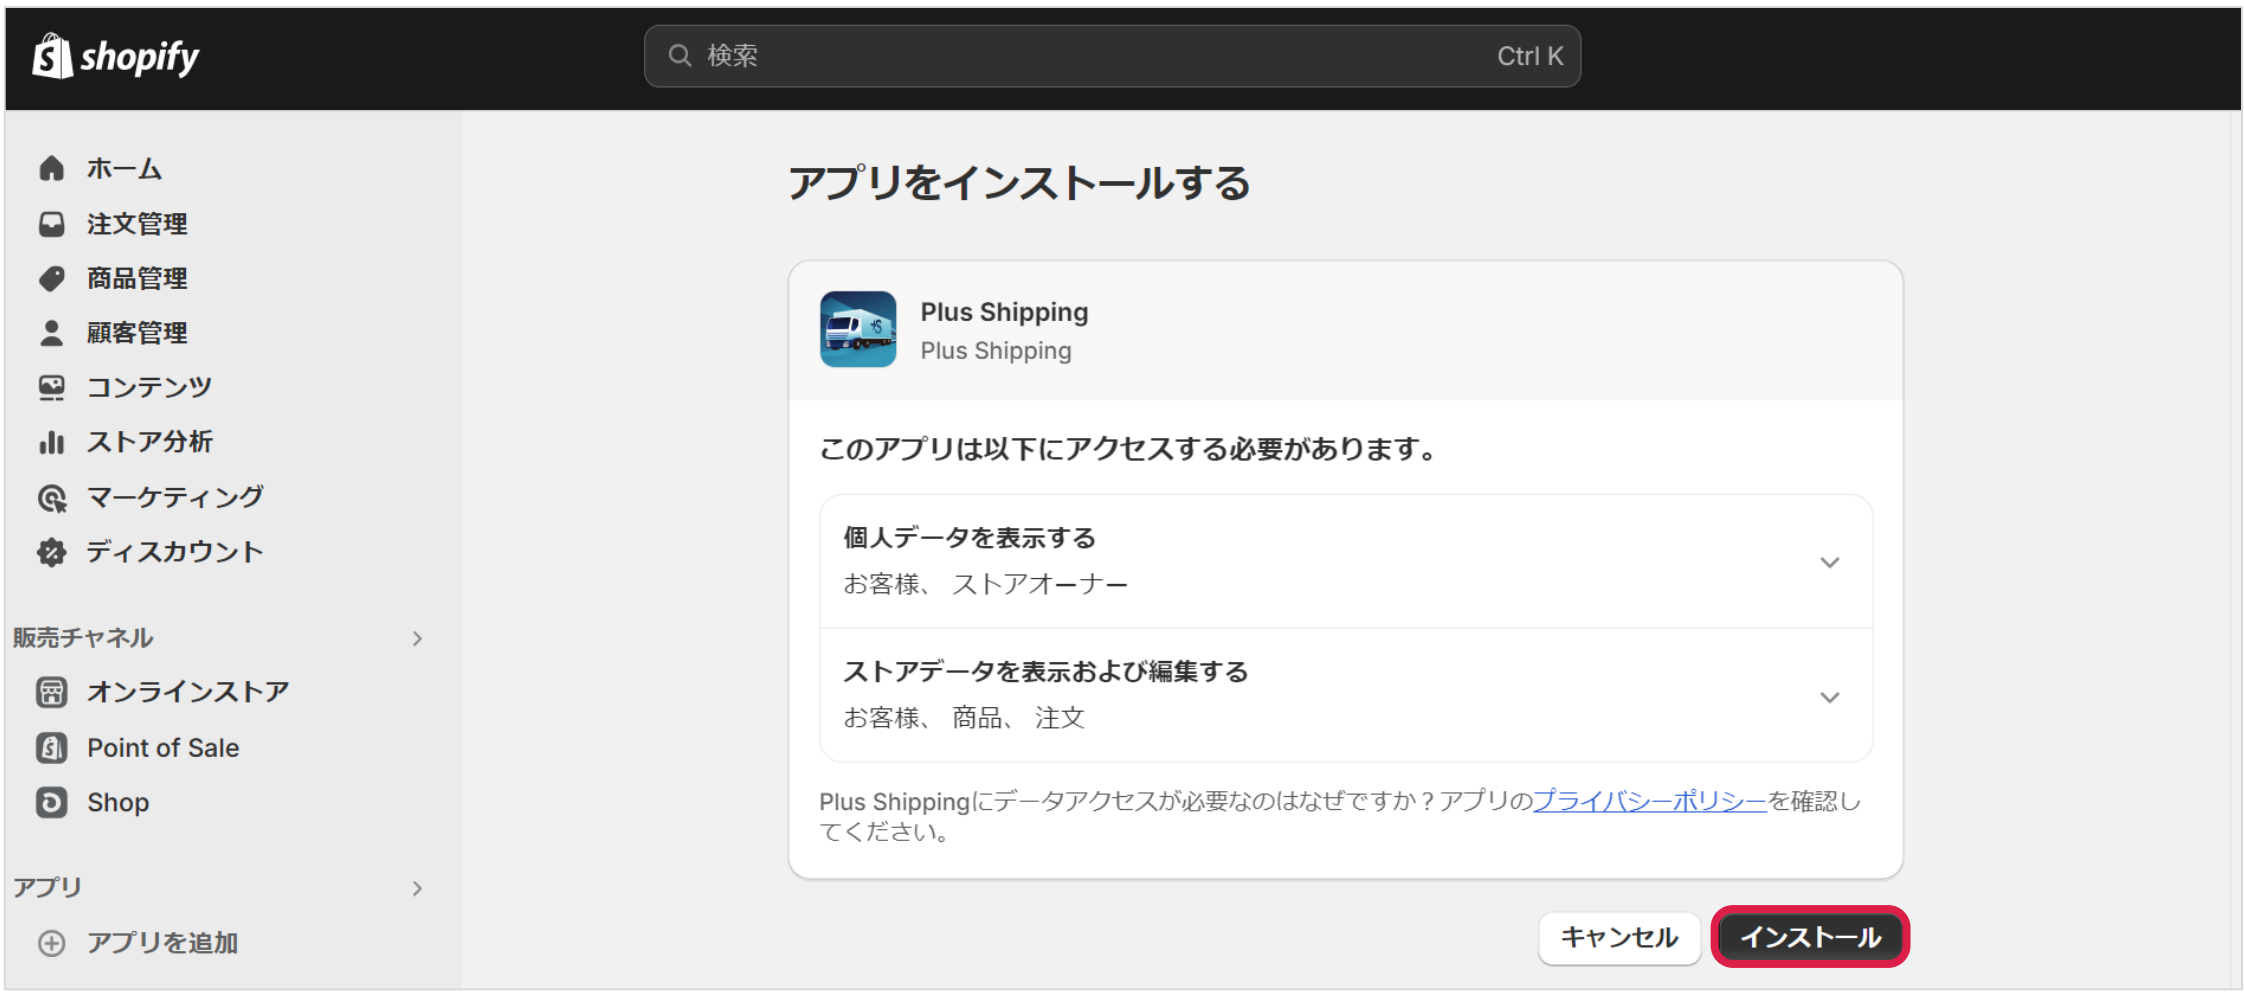 shopify
検索
Ctrl K
ホーム
注文管理
商品管理
顧客管理
コンテンツ
ストア分析
マーケティング
ディスカウント
販売チャネル
オンラインストア
Point of Sale
Shop
アプリ
アプリを追加
アプリをインストールする
Plus Shipping
Plus Shipping
このアプリは以下にアクセスする必要があります。
個人データを表示する
お客様、 ストアオーナー
ストアデータを表示および編集する
お客様、 商品、 注文
Plus Shippingにデータアクセスが必要なのはなぜですか？アプリのプライバシーポリシーを確認し
てください。
キャンセル
インストール